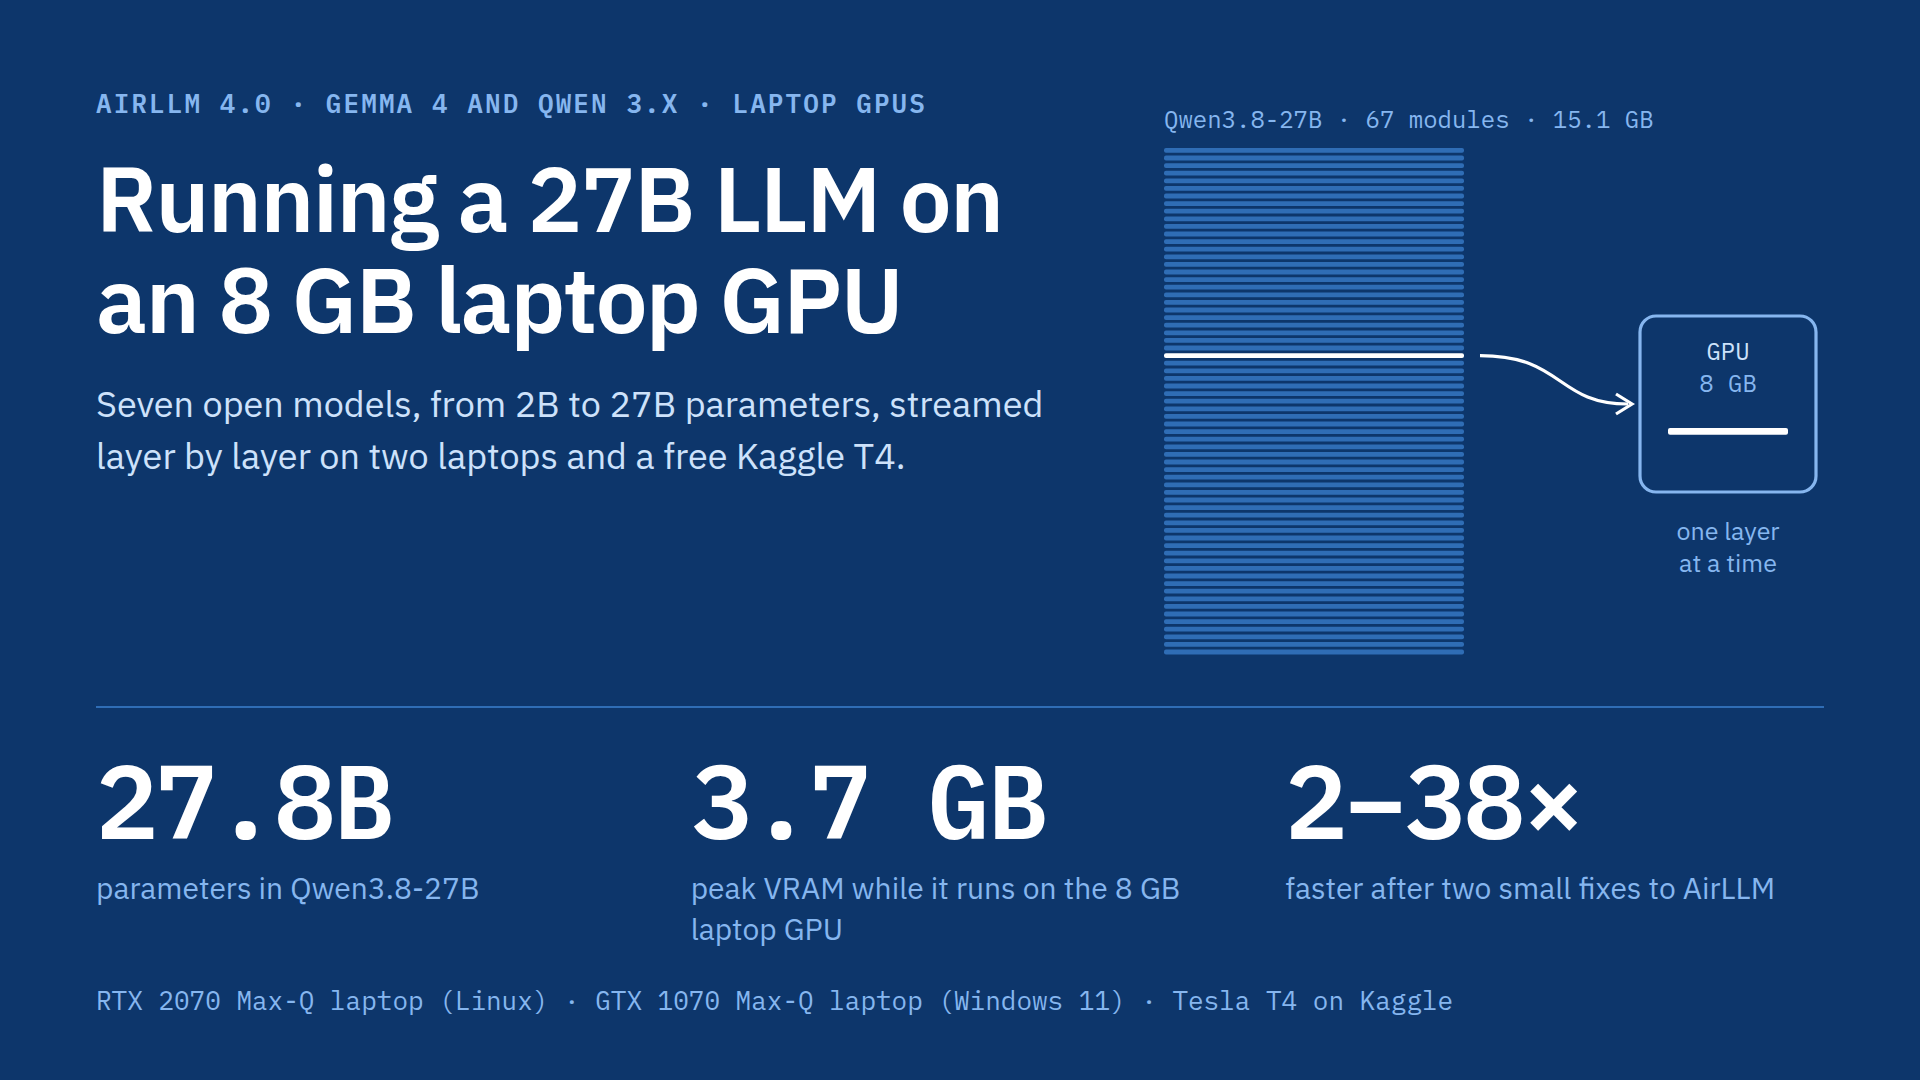 AIRLLM 4.0 · GEMMA 4 AND QWEN 3.X · LAPTOP GPUS
Running a 27B LLM on
an 8 GB laptop GPU
Seven open models, from 2B to 27B parameters, streamed
layer by layer on two laptops and a free Kaggle T4.
Qwen3.8-27B · 67 modules · 15.1 GB
GPU
8 GB
one layer
at a time
27.8B
parameters in Qwen3.8-27B
3.7 GB
peak VRAM while it runs on the 8 GB
laptop GPU
2–38×
faster after two small fixes to AirLLM
RTX 2070 Max-Q laptop (Linux) · GTX 1070 Max-Q laptop (Windows 11) · Tesla T4 on Kaggle